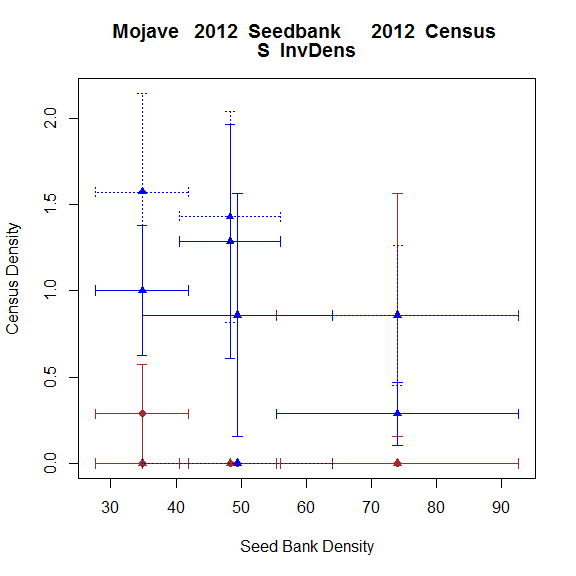 Mojave 2012 Seedbank 2012 Census
S InvDens
2.0
1.5
1.0
0.5
0.0
Census Density
30 40 50 60 70 80 90
Seed Bank Density